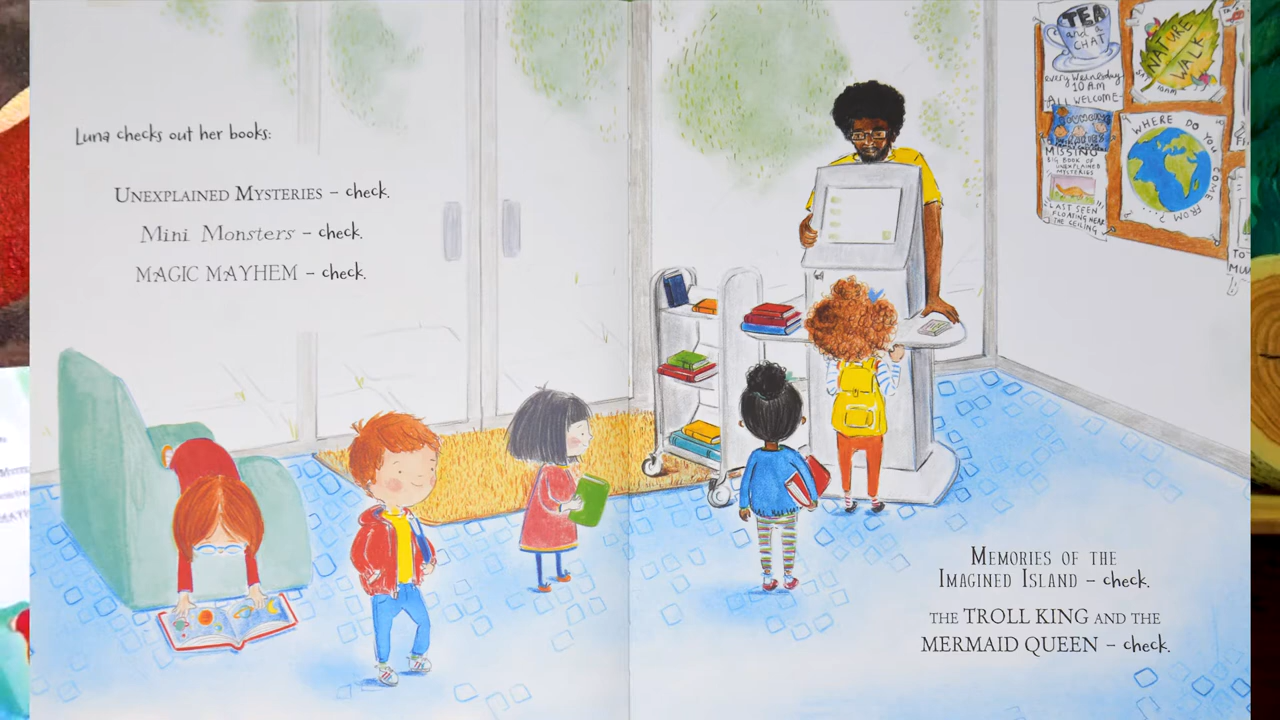 Luna checks out her books:
UNEXPLAINED MYSTERIES – check.
Mini Monsters – check.
MAGIC MAYHEM – check.
TEA
and a
CHAT
every Wednesday
10 AM
ALL WELCOME
NATURE
WALK
10AM
WHERE DO YOU COME FROM?
MISSING
BIG BOOK OF
UNEXPLAINED
MYSTERIES
LAST SEEN
FLOATING NEAR
THE CEILING
MEMORIES OF THE
IMAGINED ISLAND – check.
THE TROLL KING AND THE
MERMAID QUEEN – check.